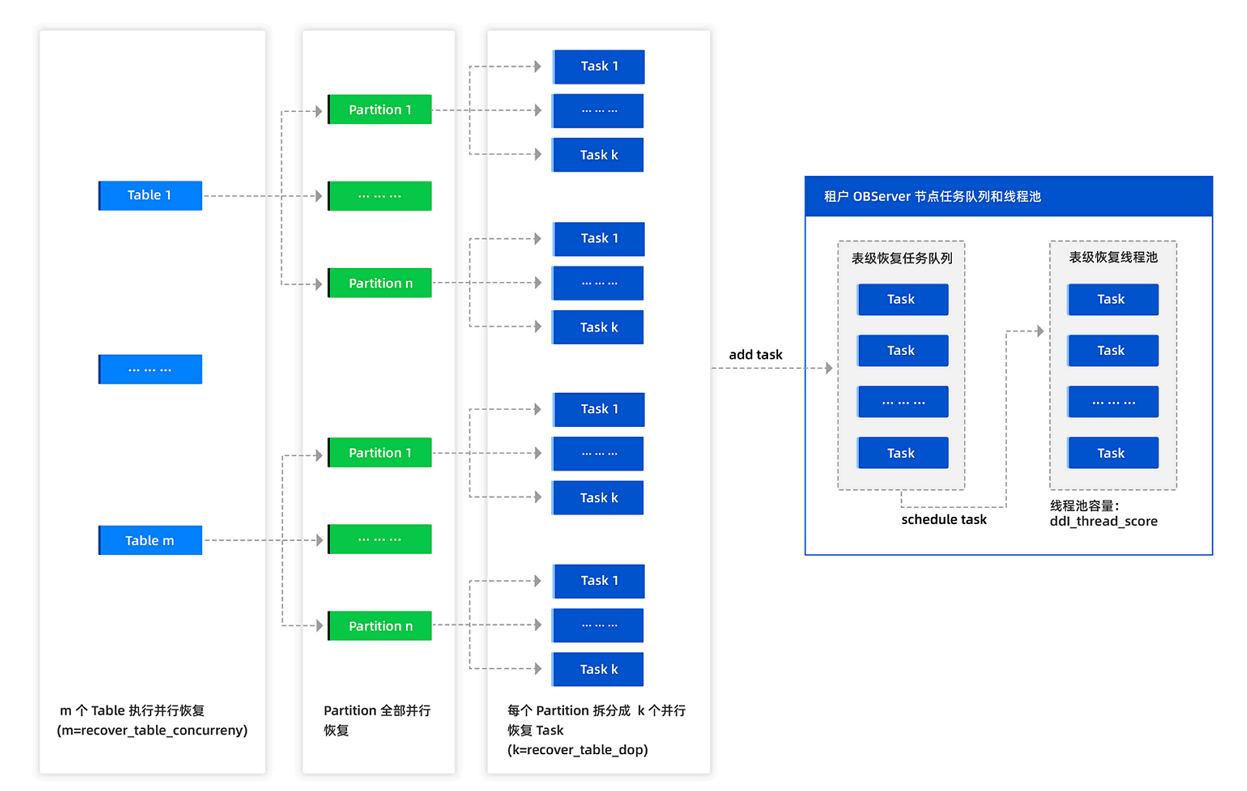 Table 1
… … …
Table m
m 个 Table 执行并行恢复
(m=recover_table_concurreny)
Partition 1
… … …
Partition n
Partition 1
… … …
Partition n
Partition 全部并行
恢复
Task 1
… … …
Task k
Task 1
… … …
Task k
Task 1
… … …
Task k
Task 1
… … …
Task k
每个 Partition 拆分成 k 个并行
恢复 Task
(k=recover_table_dop)
add task
租户 OBServer 节点任务队列和线程池
表级恢复任务队列
Task
Task
… … …
Task
schedule task
表级恢复线程池
Task
Task
… … …
Task
线程池容量：
ddl_thread_score